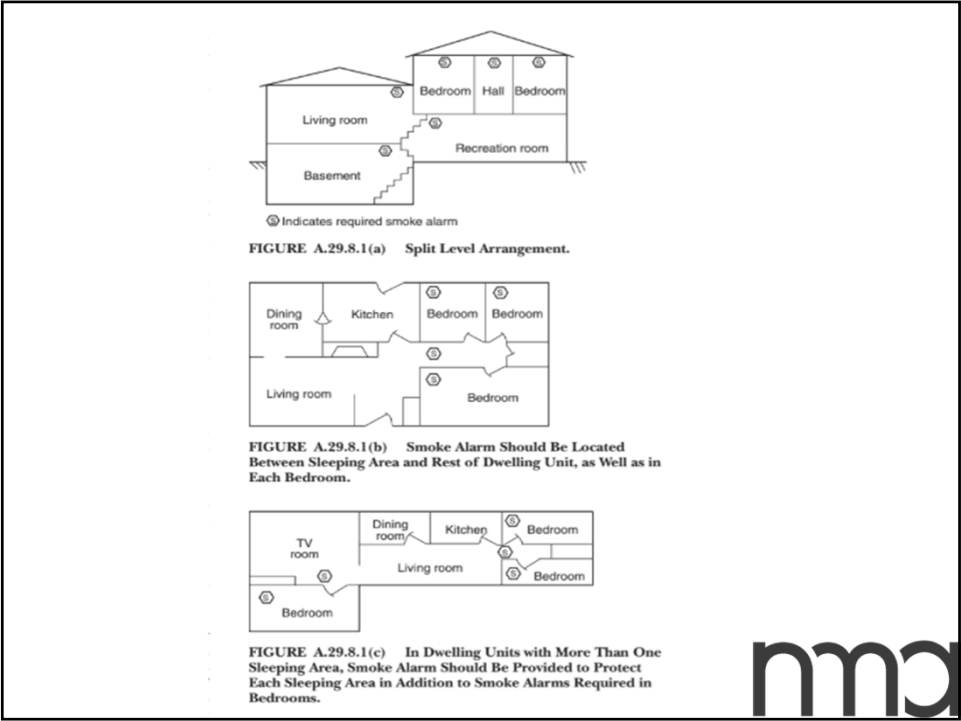 S S S
S Bedroom Hall Bedroom
Living room S
S Recreation room
Basement
S Indicates required smoke alarm
FIGURE A.29.8.1(a) Split Level Arrangement.
S S
Dining room Kitchen Bedroom Bedroom
S
S
Living room Bedroom
FIGURE A.29.8.1(b) Smoke Alarm Should Be Located
Between Sleeping Area and Rest of Dwelling Unit, as Well as in
Each Bedroom.
Dining room Kitchen S Bedroom
TV room S
Living room S Bedroom
S
S
Bedroom
FIGURE A.29.8.1(c) In Dwelling Units with More Than One
Sleeping Area, Smoke Alarm Should Be Provided to Protect
Each Sleeping Area in Addition to Smoke Alarms Required in
Bedrooms.
nma